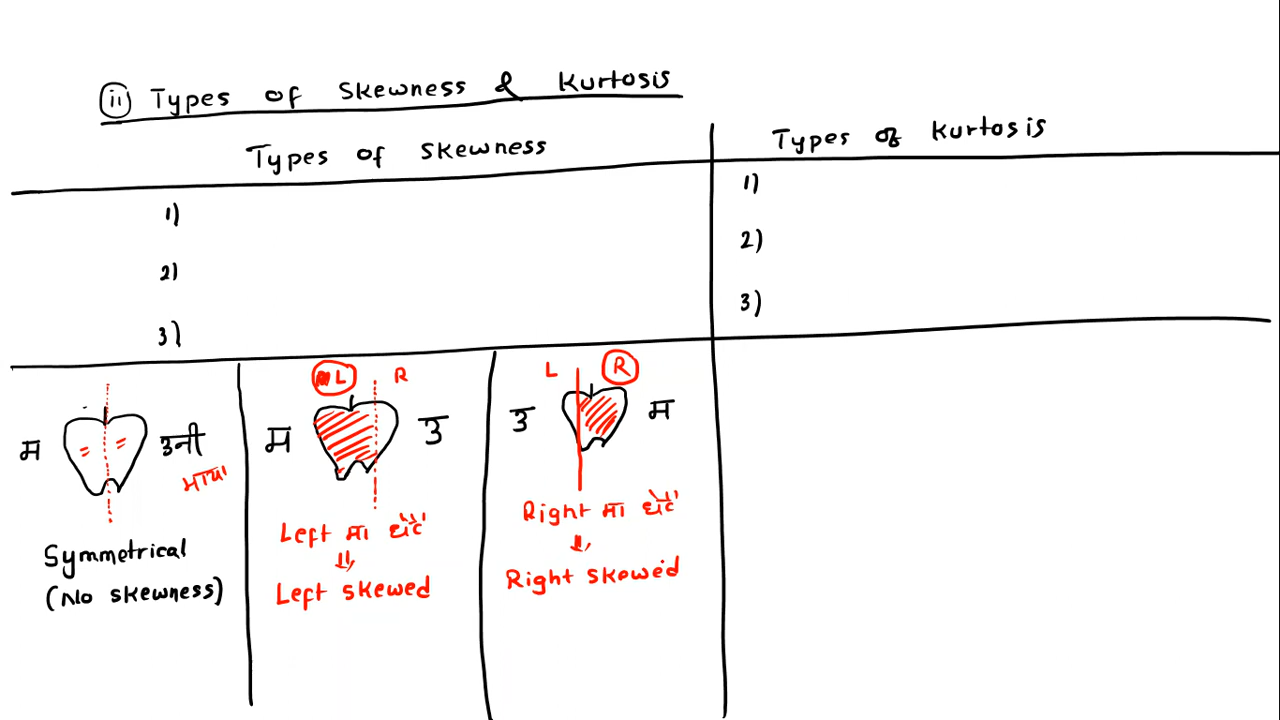 ii) Types of Skewness & Kurtosis
Types of Skewness
Types of Kurtosis
1)
2)
3)
1)
2)
3)
म उनी
Symmetrical
(No skewness)
L R
म उ
Left मा
Left skewed
L R
उ म
Right मा
Right skewed